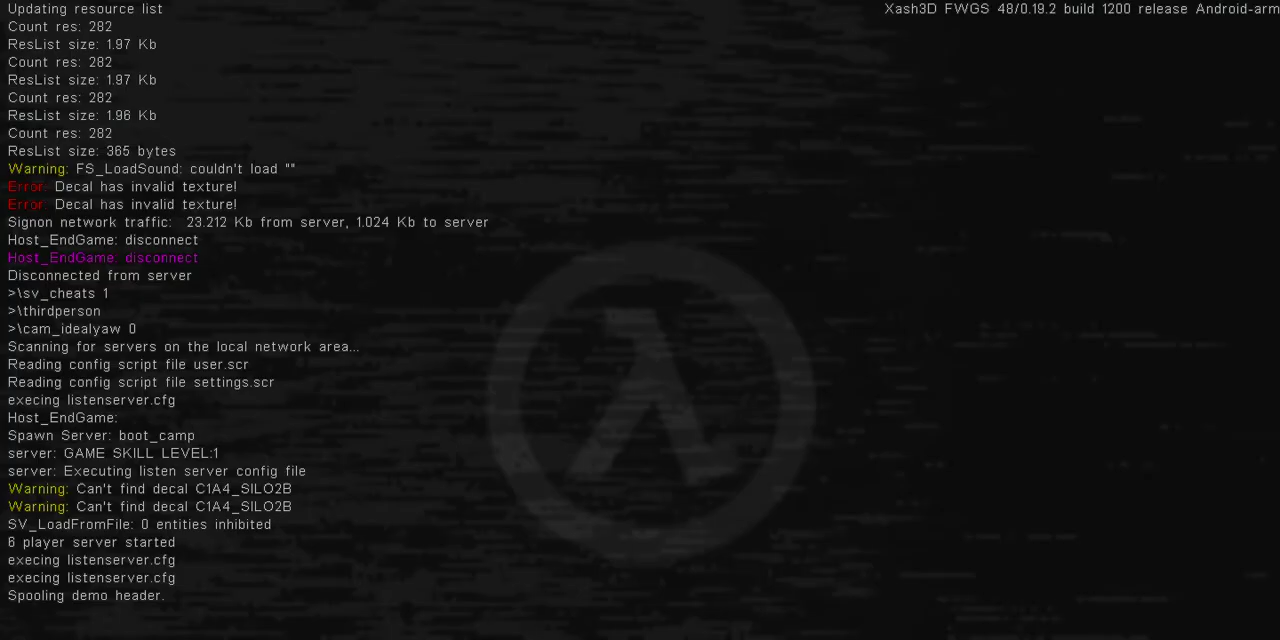 Updating resource list
Xash3D FWGS 48/0.19.2 build 1200 release Android-arm
Count res: 282
ResList size: 1.97 Kb
Count res: 282
ResList size: 1.97 Kb
Count res: 282
ResList size: 1.96 Kb
Count res: 282
ResList size: 365 bytes
Warning: FS_LoadSound: couldn't load ""
Error: Decal has invalid texture!
Error: Decal has invalid texture!
Signon network traffic:  23.212 Kb from server, 1.024 Kb to server
Host_EndGame: disconnect
Host_EndGame: disconnect
Disconnected from server
>\sv_cheats 1
>\thirdperson
>\cam_idealyaw 0
Scanning for servers on the local network area...
Reading config script file user.scr
Reading config script file settings.scr
execing listenserver.cfg
Host_EndGame:
Spawn Server: boot_camp
server: GAME SKILL LEVEL:1
server: Executing listen server config file
Warning: Can't find decal C1A4_SILO2B
Warning: Can't find decal C1A4_SILO2B
SV_LoadFromFile: 0 entities inhibited
6 player server started
execing listenserver.cfg
execing listenserver.cfg
Spooling demo header.